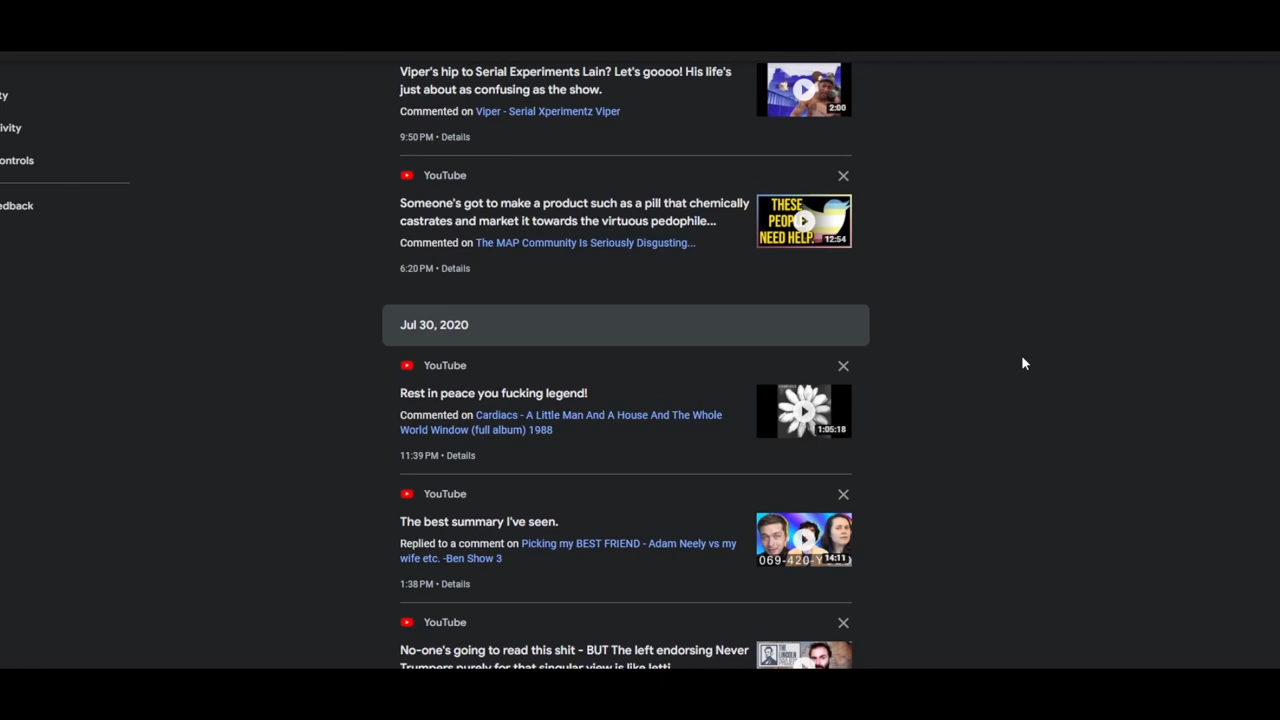 Viper's hip to Serial Experiments Lain? Let's goooo! His life's
just about as confusing as the show.
Commented on Viper - Serial Xperimentz Viper
2:00
9:50 PM • Details
ty
ivity
ontrols
edback
YouTube
Someone's got to make a product such as a pill that chemically
castrates and market it towards the virtuous pedophile...
Commented on The MAP Community Is Seriously Disgusting...
THESE
PEOP
NEED HELP.
12:54
6:20 PM • Details
Jul 30, 2020
YouTube
Rest in peace you fucking legend!
Commented on Cardiacs - A Little Man And A House And The Whole
World Window (full album) 1988
1:05:18
11:39 PM • Details
YouTube
The best summary I've seen.
Replied to a comment on Picking my BEST FRIEND - Adam Neely vs my
wife etc. -Ben Show 3
069-420-Y
14:11
1:38 PM • Details
YouTube
No-one's going to read this shit - BUT The left endorsing Never
Trumpers purely for that singular view is like letti